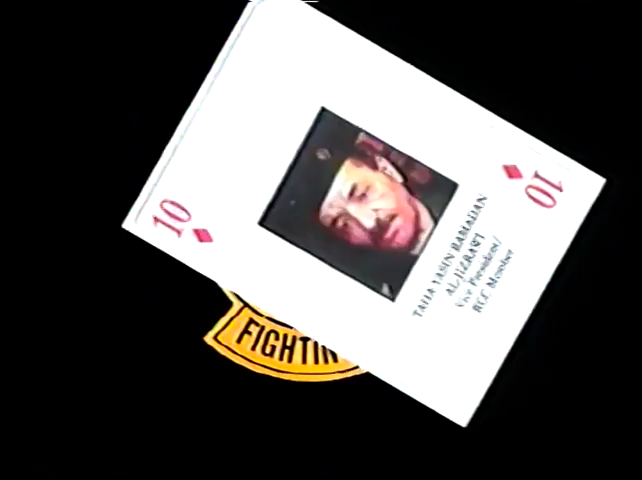 10
TAHA YASIN RAMADAN
AL-JIZRAWI
Vice President/
RCC Member
10
FIGHTIN